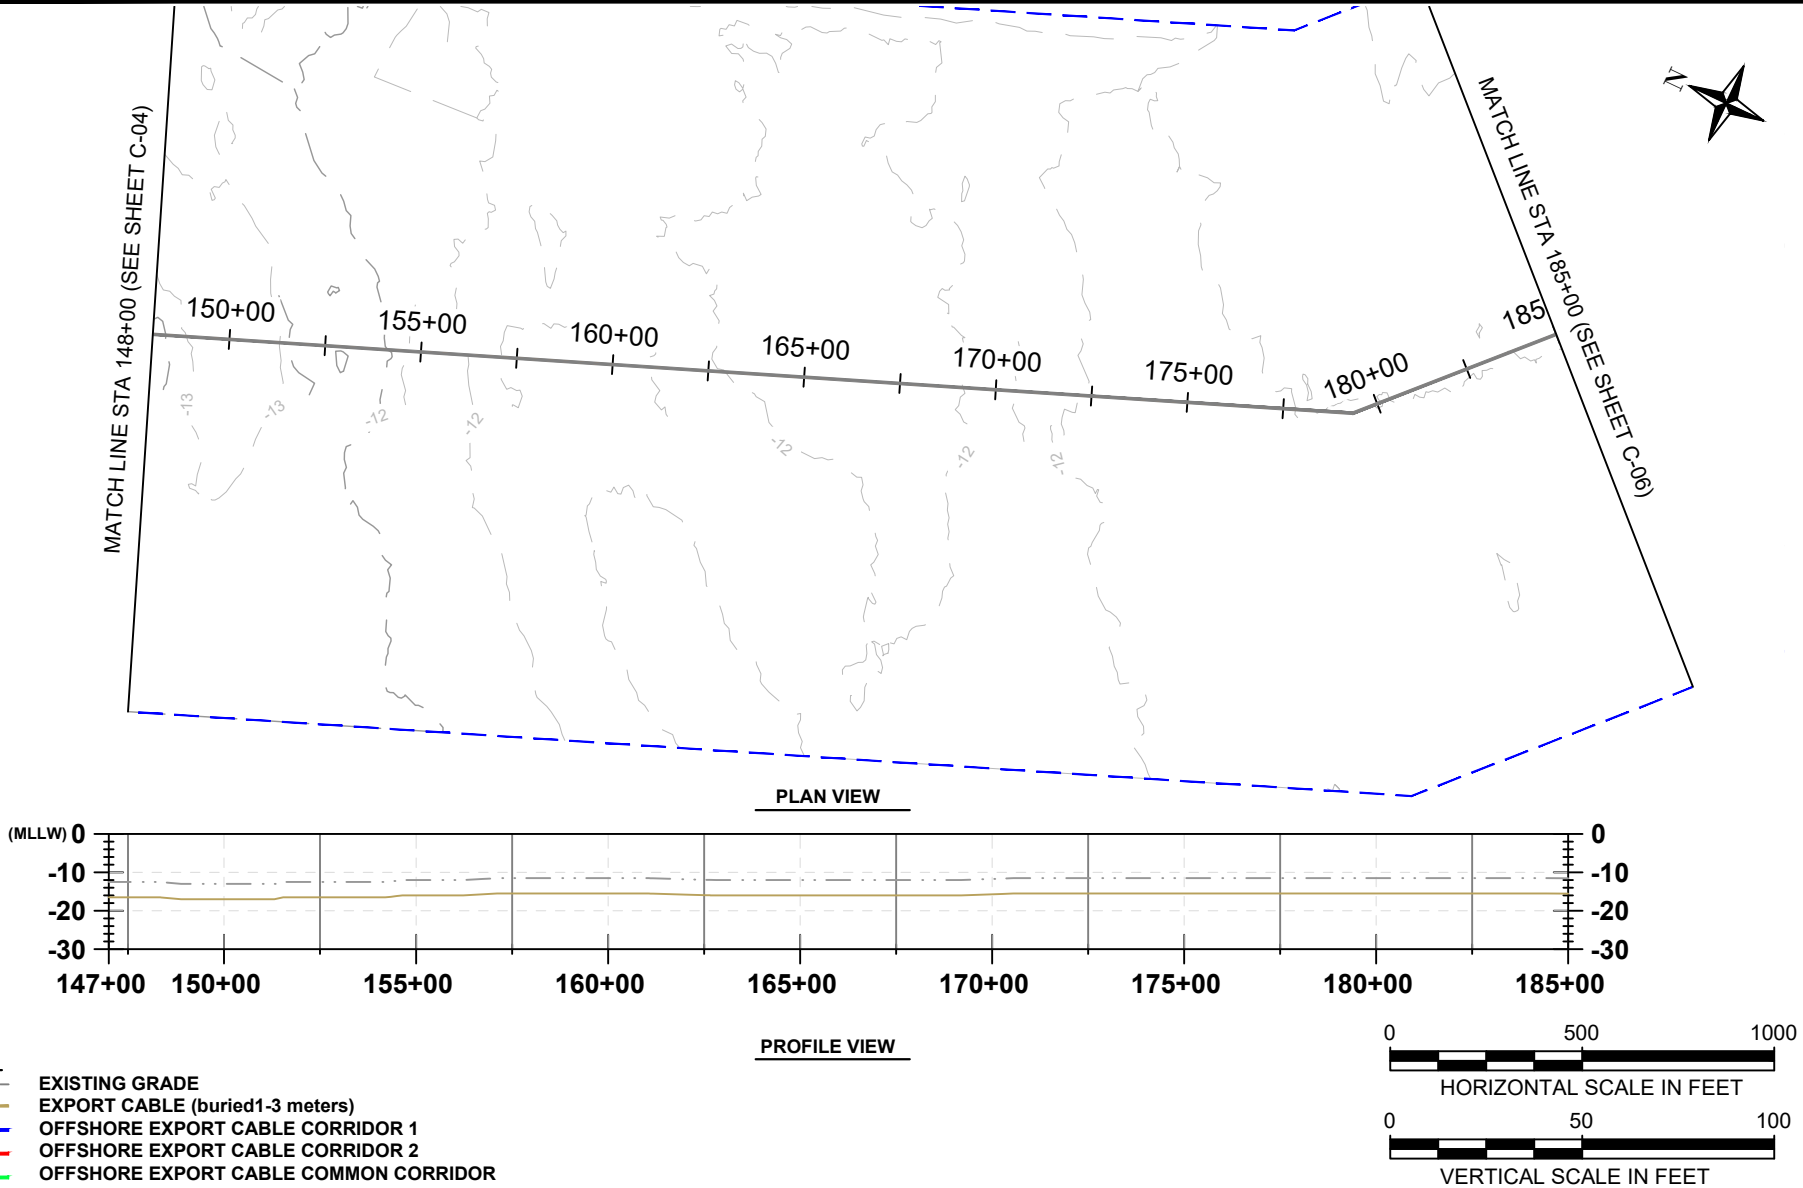 N
MATCH LINE STA 148+00 (SEE SHEET C-04)
MATCH LINE STA 185+00 (SEE SHEET C-06)
150+00
155+00
160+00
165+00
170+00
175+00
180+00
185
-13
-13
-12
-12
-12
-12
-12
PLAN VIEW
(MLLW) 0
-10
-20
-30
0
-10
-20
-30
147+00 150+00 155+00 160+00 165+00 170+00 175+00 180+00 185+00
PROFILE VIEW
EXISTING GRADE
EXPORT CABLE (buried1-3 meters)
OFFSHORE EXPORT CABLE CORRIDOR 1
OFFSHORE EXPORT CABLE CORRIDOR 2
OFFSHORE EXPORT CABLE COMMON CORRIDOR
0 500 1000
HORIZONTAL SCALE IN FEET
0 50 100
VERTICAL SCALE IN FEET